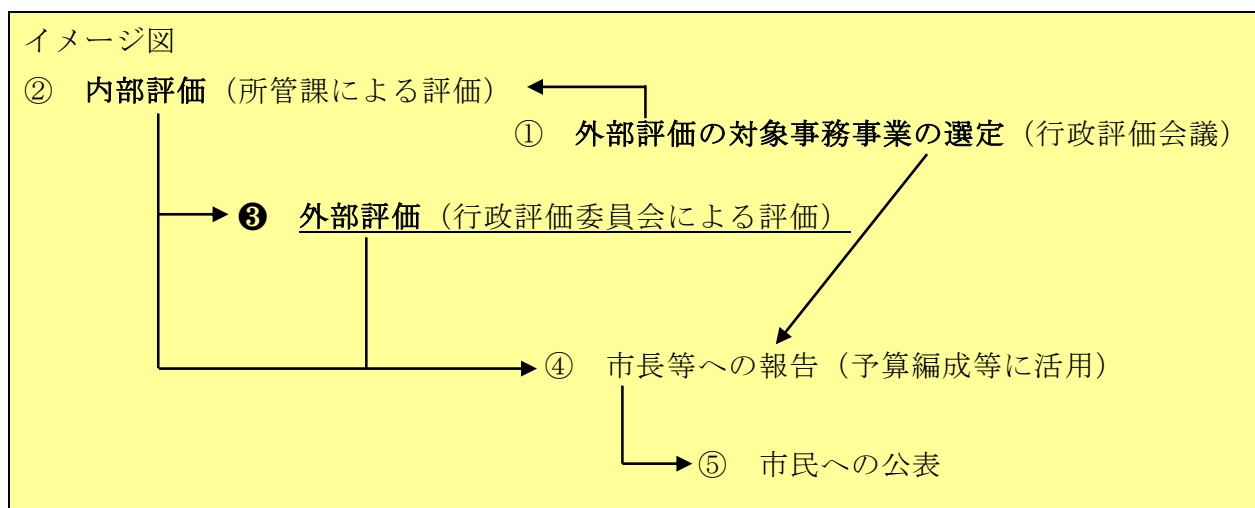 イメージ図
② 内部評価（所管課による評価）
① 外部評価の対象事務事業の選定（行政評価会議）
❸ 外部評価（行政評価委員会による評価）
④ 市長等への報告（予算編成等に活用）
⑤ 市民への公表